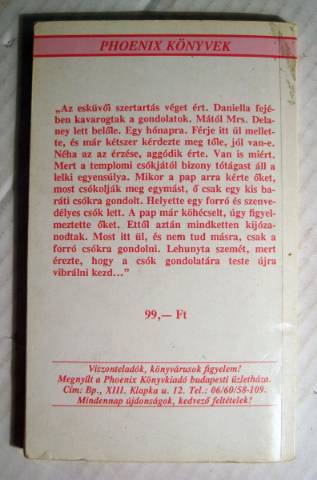 PHOENIX KÖNYVEK
„Az esküvői szertartás véget ért. Daniella fejé-
ben kavarogtak a gondolatok. Mától Mrs. Dela-
ney lett belőle. Egy hónapra. Férje itt ül mellet-
te, és már kétszer kérdezte meg tőle, jól van-e.
Néha az az érzése, aggódik érte. Van is miért.
Mert a templomi csókjától bizony tótágast áll a
lelki egyensúlya. Mikor a pap arra kérte őket,
most csókolják meg egymást, ő csak egy kis ba-
ráti csókra gondolt. Helyette egy forró és szenve-
délyes csók lett. A pap már köhécselt, úgy figyel-
meztette őket. Ettől aztán mindketten kijóza-
nodtak. Most itt ül, és nem tud másra, csak a
forró csókra gondolni. Lehunyta szemét, mert
érezte, hogy a csók gondolatára teste újra
vibrálni kezd...”
99,— Ft
Viszonteladók, könyvárusok figyelem!
Megnyílt a Phoenix Könyvkiadó budapesti üzletháza.
Cím: Bp., XIII. Klapka u. 12. Tel.: 06/60/58-109.
Mindennap újdonságok, kedvező feltételek!